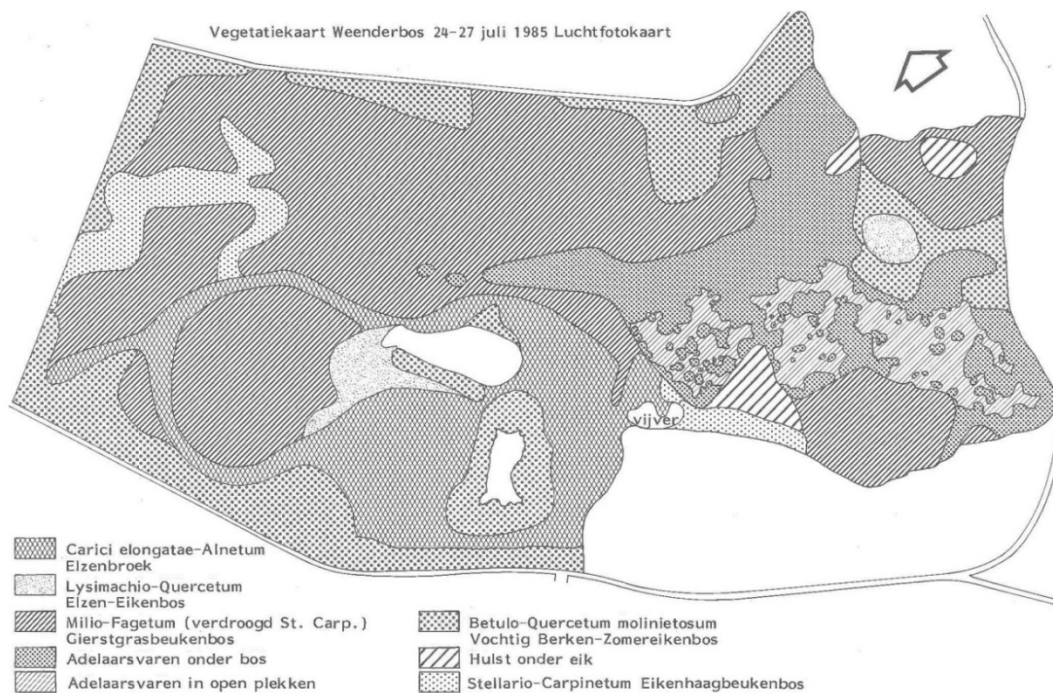 Vegetatiekaart Weenderbos 24-27 juli 1985 Luchtfotokaart
vijver
Carici elongatae-Alnetum
Elzenbroek
Lysimachio-Quercetum
Elzen-Eikenbos
Milio-Fagetum (verdroogd St. Carp.)
Gierstgrasbeukenbos
Adelaarsvaren onder bos
Adelaarsvaren in open plekken
Betulo-Quercetum molinietosum
Vochtig Berken-Zomereikenbos
Hulst onder eik
Stellario-Carpinetum Eikenhaagbeukenbos